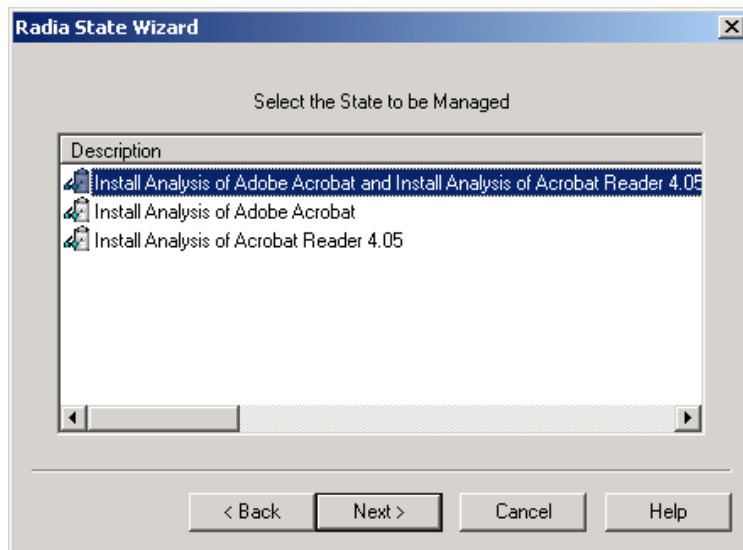 Radia State Wizard
Select the State to be Managed
Description
Install Analysis of Adobe Acrobat and Install Analysis of Acrobat Reader 4.05
Install Analysis of Adobe Acrobat
Install Analysis of Acrobat Reader 4.05
< Back
Next >
Cancel
Help